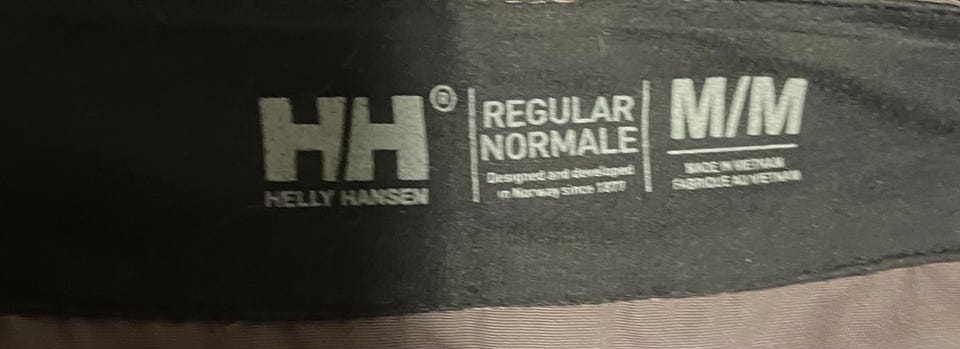 HH®
HELLY HANSEN
REGULAR
NORMALE
Designed and developed
in Norway since 1877
M/M
MADE IN VIETNAM
FABRIQUÉ AU VIETNAM